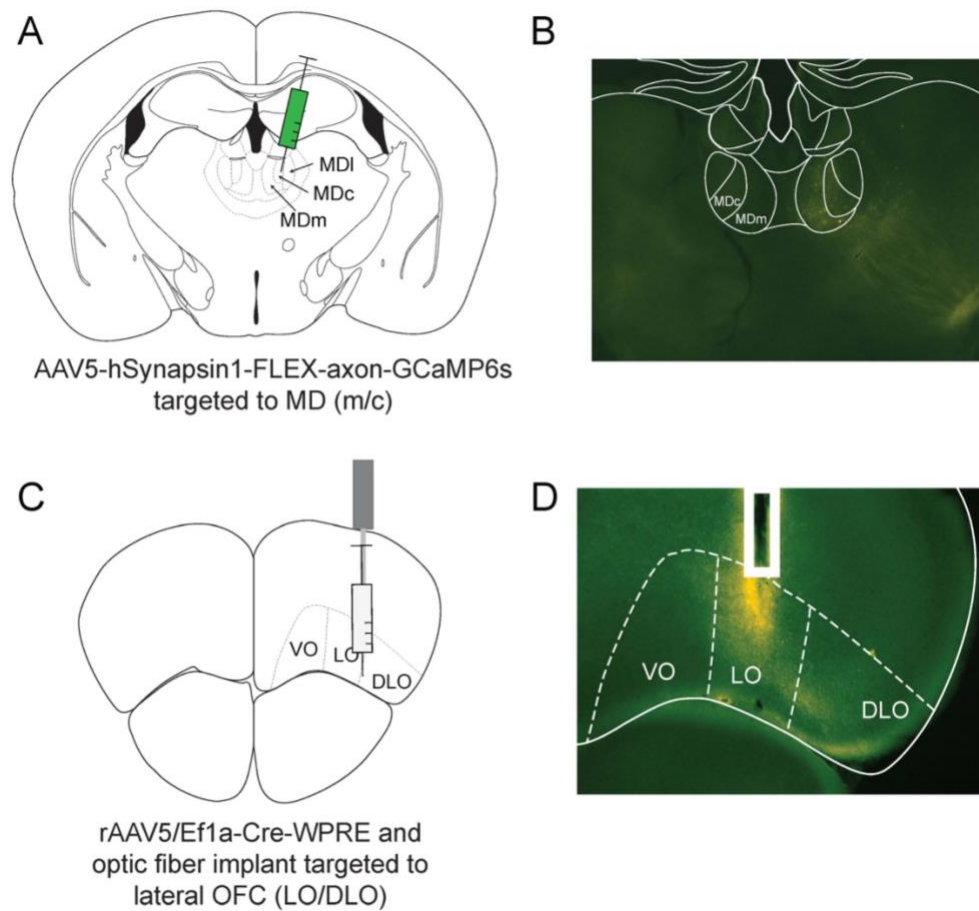 A
B
MDl
MDc
MDm
MDc
MDm
AAV5-hSynapsin1-FLEX-axon-GCaMP6s
targeted to MD (m/c)
C
D
VO
LO
DLO
VO
LO
DLO
rAAV5/Ef1a-Cre-WPRE and
optic fiber implant targeted to
lateral OFC (LO/DLO)